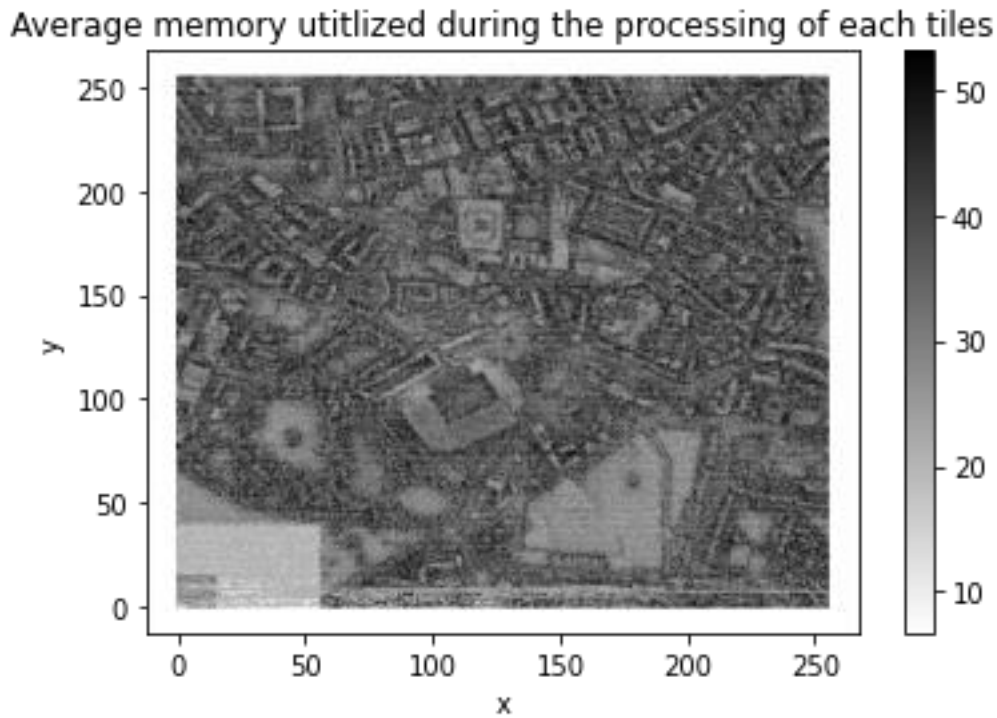 Average memory utitlized during the processing of each tiles
250
200
150
100
50
0
y
0 50 100 150 200 250
x
50
40
30
20
10